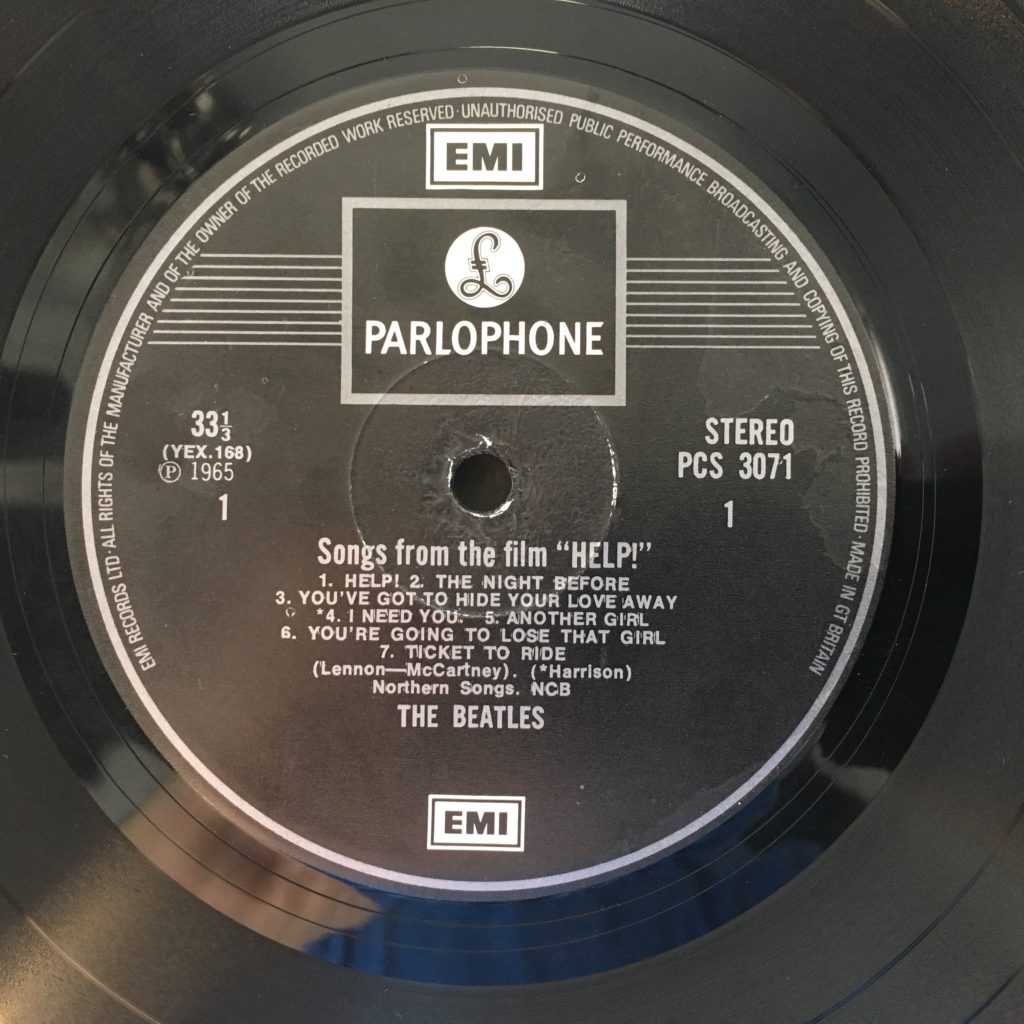 EMI RECORDS LTD · ALL RIGHTS OF THE MANUFACTURER AND OF THE OWNER OF THE RECORDED WORK RESERVED · UNAUTHORISED PUBLIC PERFORMANCE BROADCASTING AND COPYING OF THIS RECORD PROHIBITED · MADE IN GT BRITAIN
EMI
£
PARLOPHONE
33⅓
(YEX.168)
℗ 1965
1
STEREO
PCS 3071
1
Songs from the film “HELP!”
1. HELP! 2. THE NIGHT BEFORE
3. YOU'VE GOT TO HIDE YOUR LOVE AWAY
*4. I NEED YOU. 5. ANOTHER GIRL
6. YOU'RE GOING TO LOSE THAT GIRL
7. TICKET TO RIDE
(Lennon—McCartney). (*Harrison)
Northern Songs. NCB
THE BEATLES
EMI